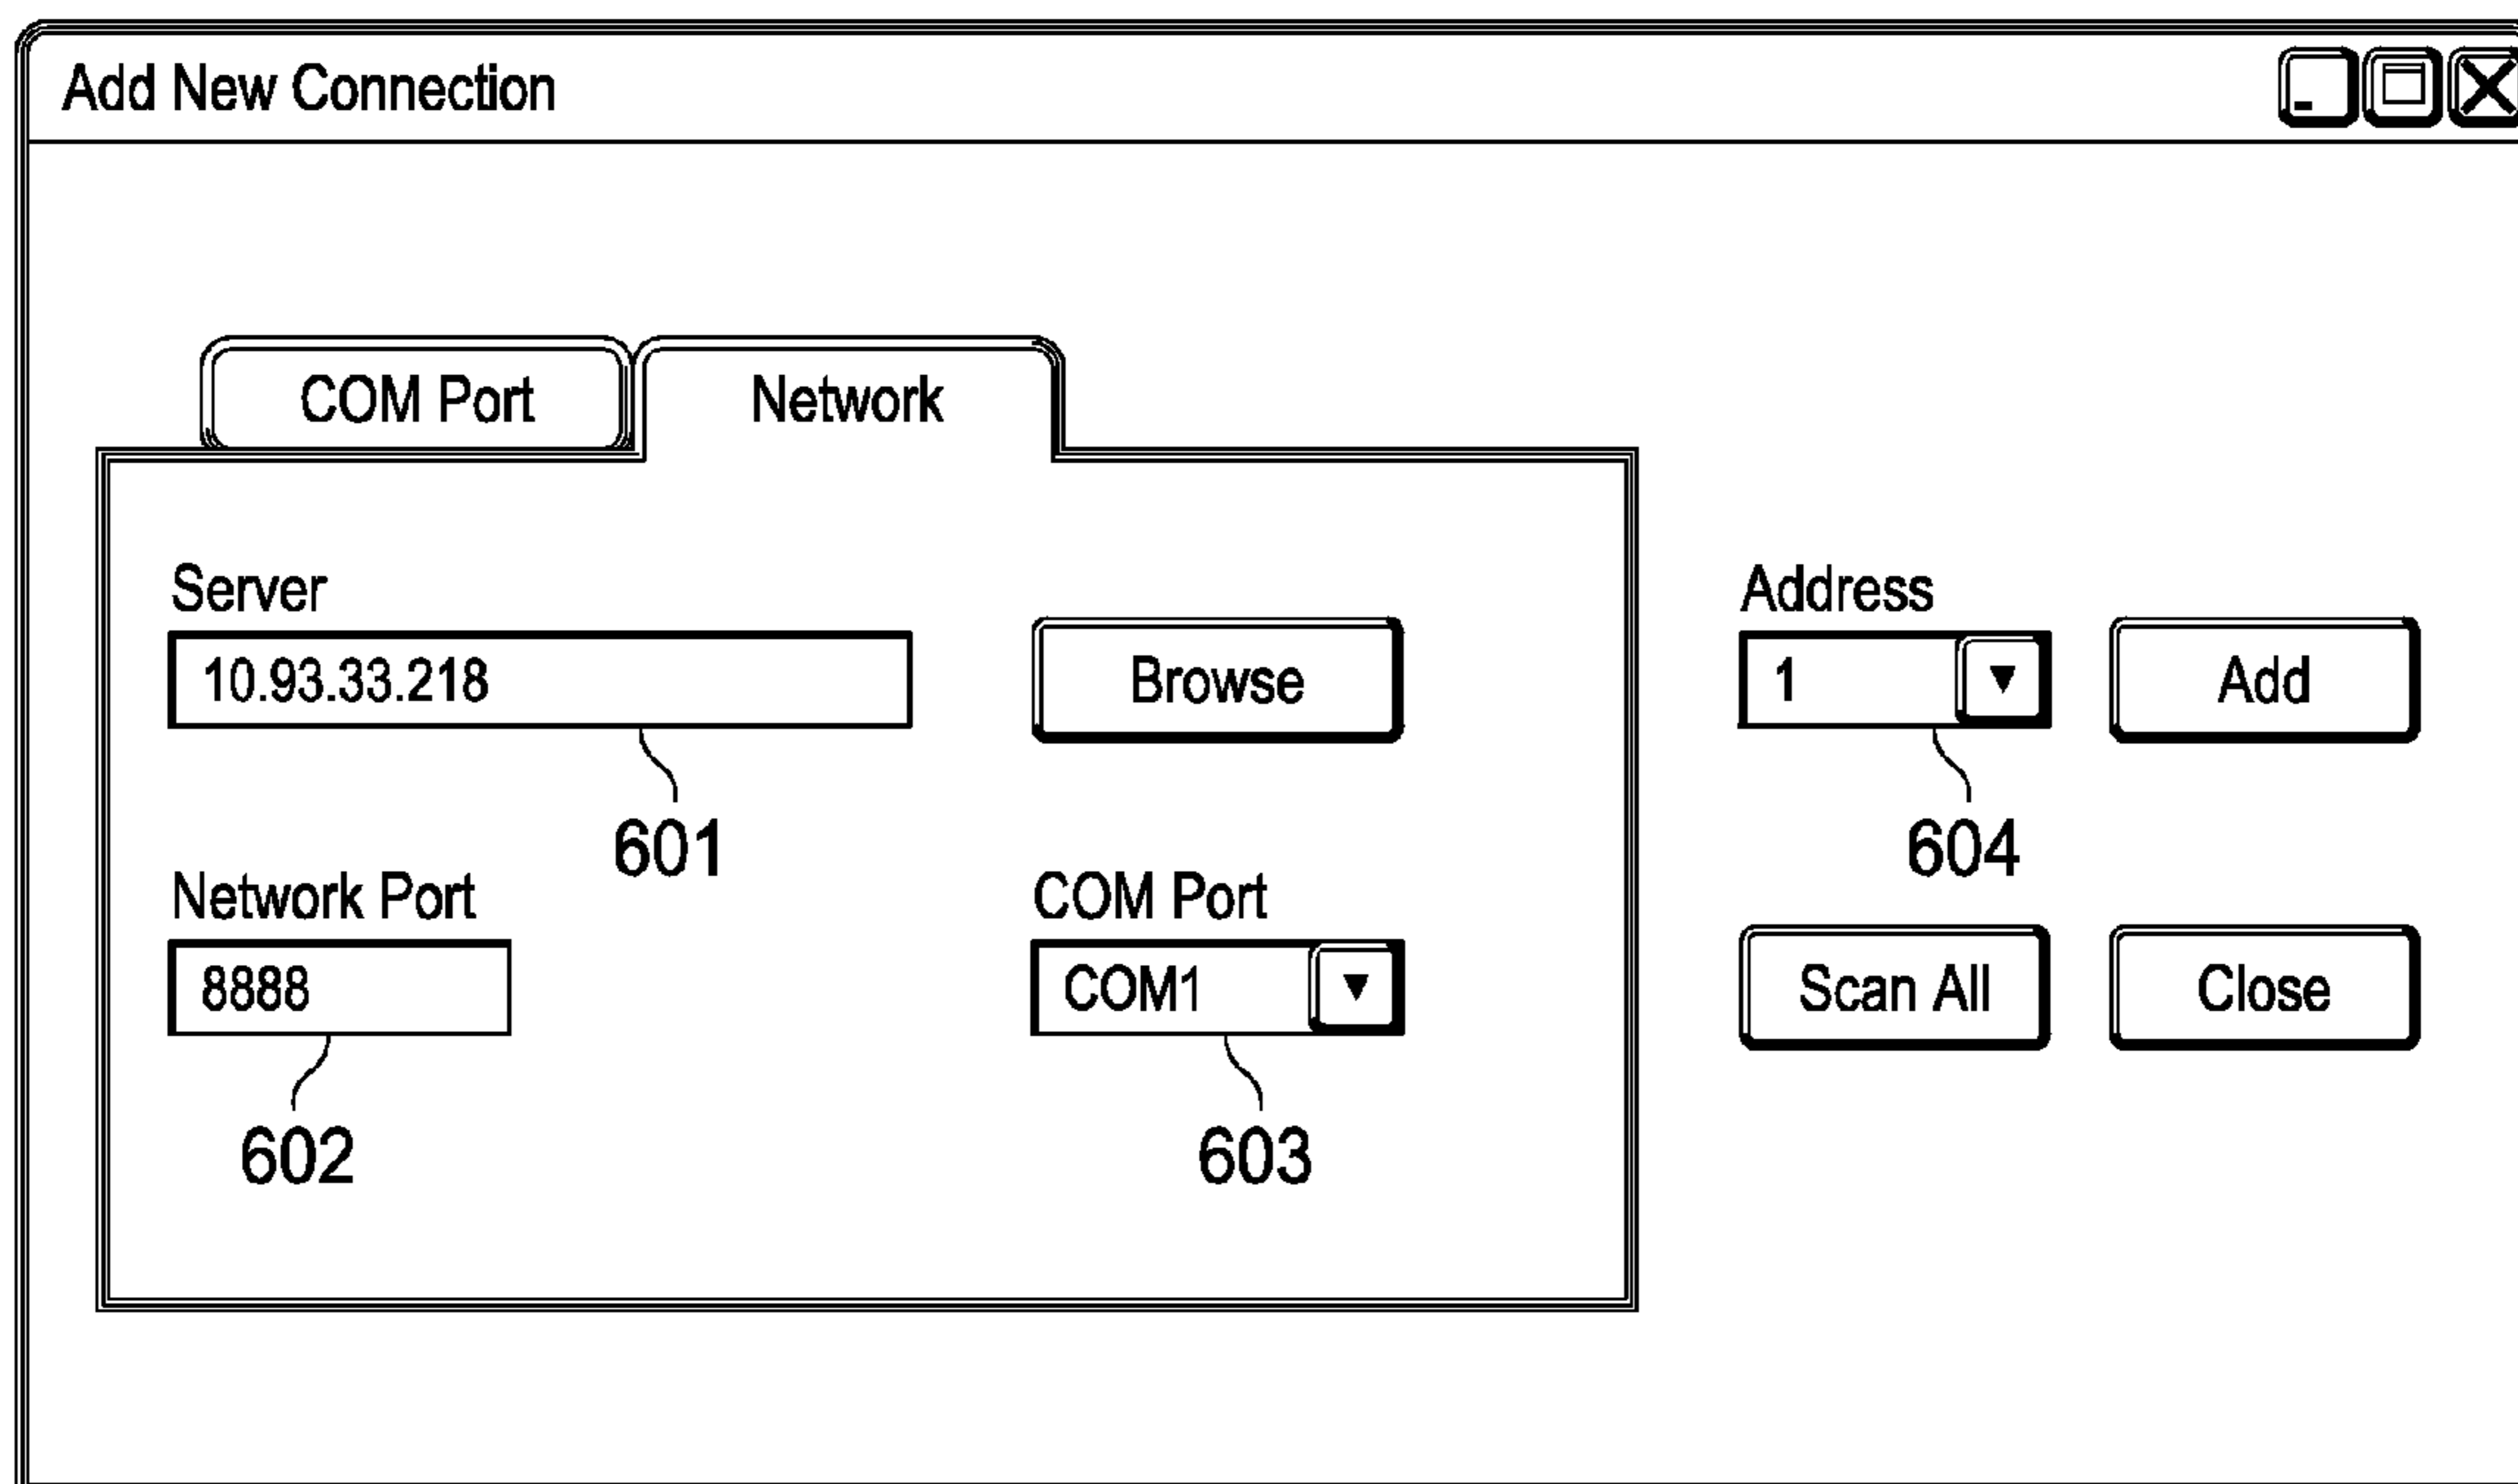 Add New Connection
COM Port
Network
Server
10.93.33.218
Browse
601
Network Port
8888
602
COM Port
COM1
603
Address
1
Add
604
Scan All
Close